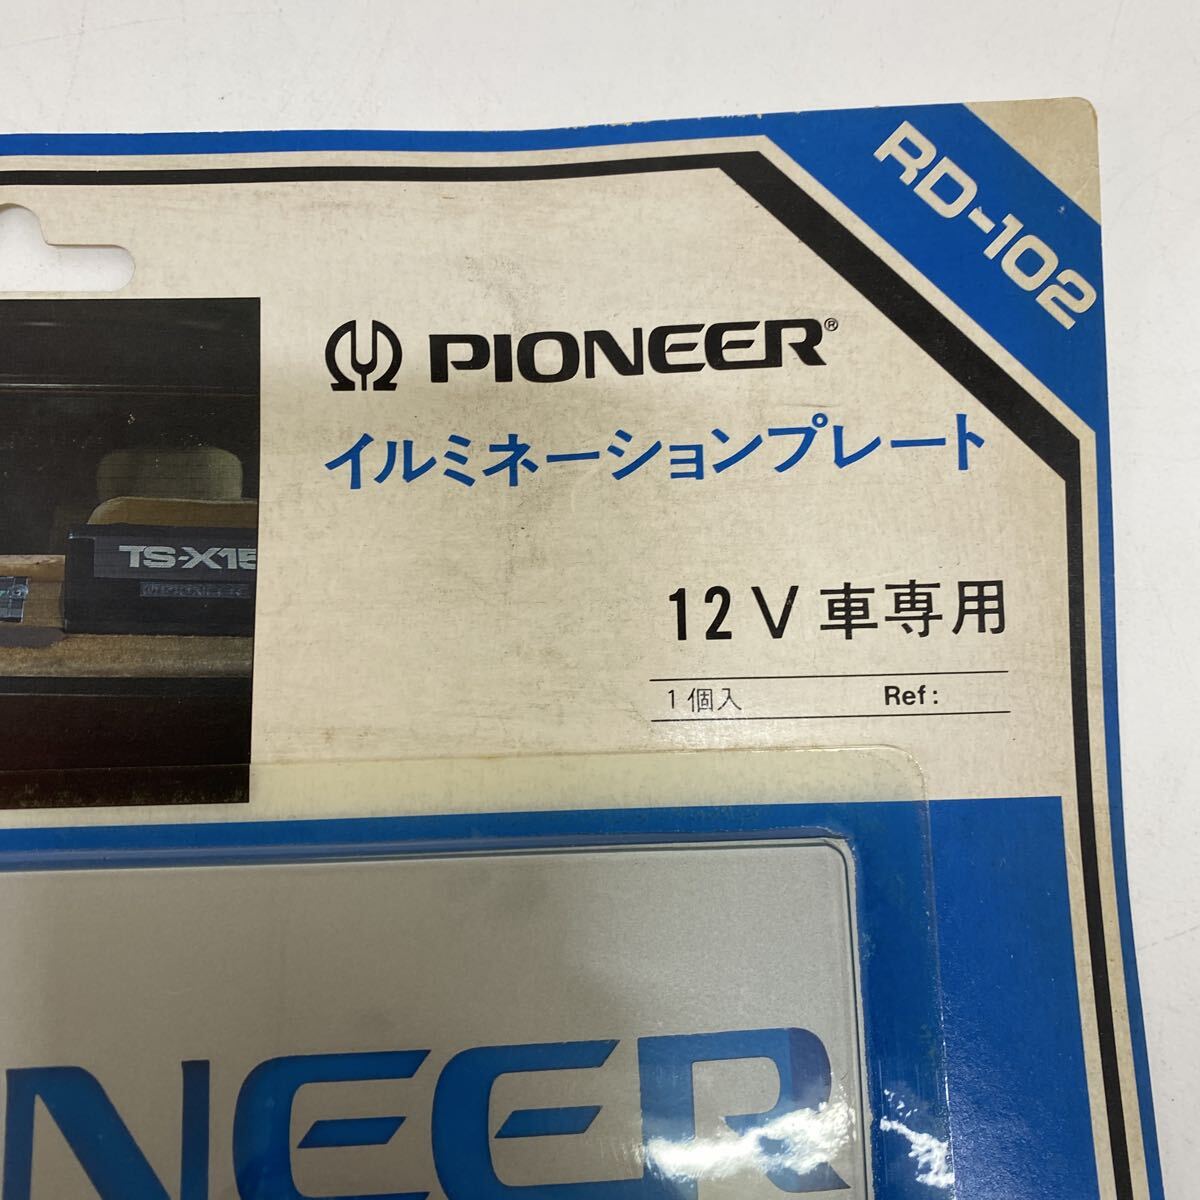 RD-102
PIONEER®
イルミネーションプレート
TS-X15
PIONEER
12V車専用
1個入 Ref:
NEER